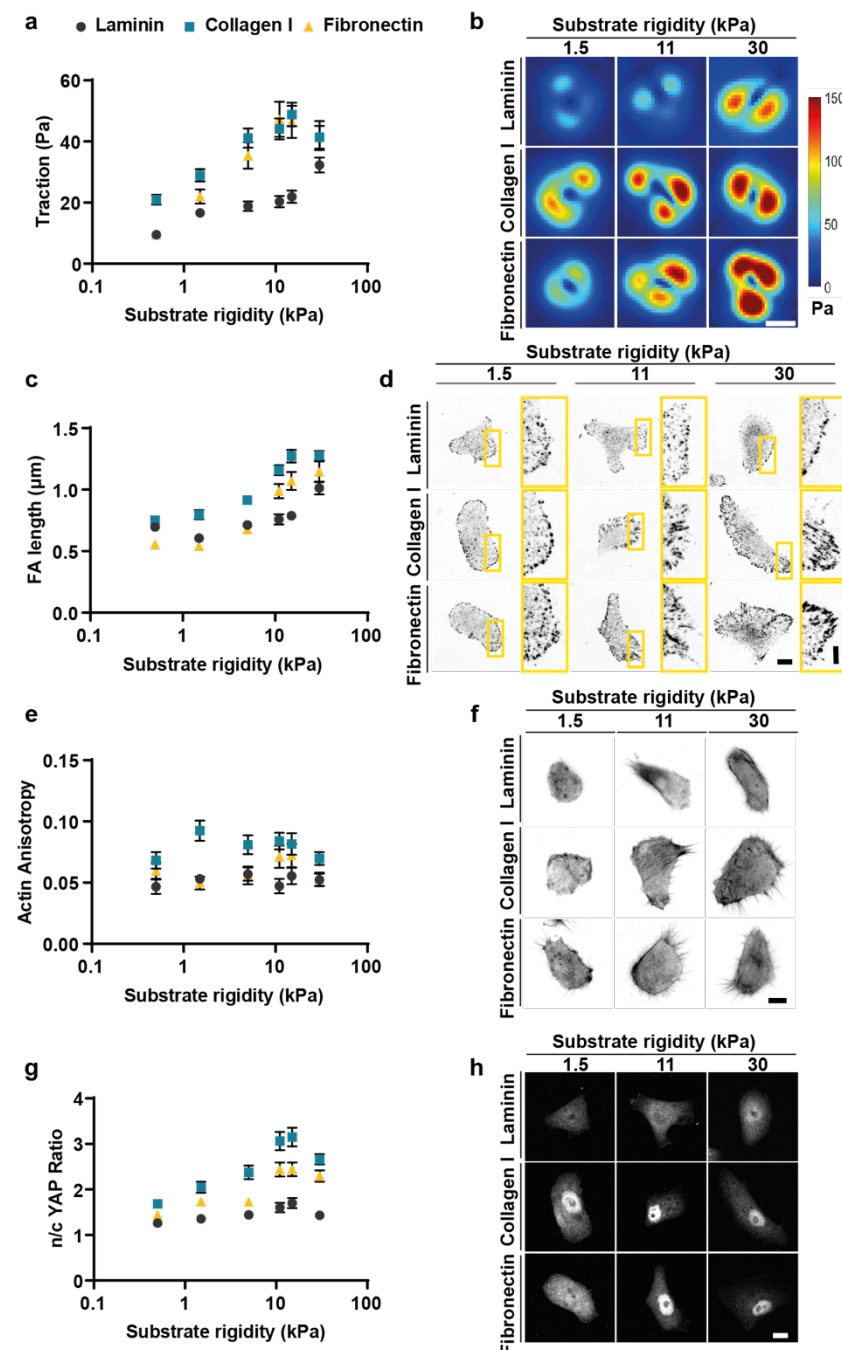 a
Laminin Collagen I Fibronectin
60
40
20
0
0.1 1 10 100
Traction (Pa)
Substrate rigidity (kPa)
b
Substrate rigidity (kPa)
1.5 11 30
Laminin
Collagen I
Fibronectin
150
100
50
0
Pa
c
1.5
1.0
0.5
0.0
0.1 1 10 100
FA length (μm)
Substrate rigidity (kPa)
d
Substrate rigidity (kPa)
1.5 11 30
Laminin
Collagen I
Fibronectin
e
0.15
0.10
0.05
0.00
0.1 1 10 100
Actin Anisotropy
Substrate rigidity (kPa)
f
Substrate rigidity (kPa)
1.5 11 30
Laminin
Collagen I
Fibronectin
g
4
3
2
1
0
0.1 1 10 100
n/c YAP Ratio
Substrate rigidity (kPa)
h
Substrate rigidity (kPa)
1.5 11 30
Laminin
Collagen I
Fibronectin